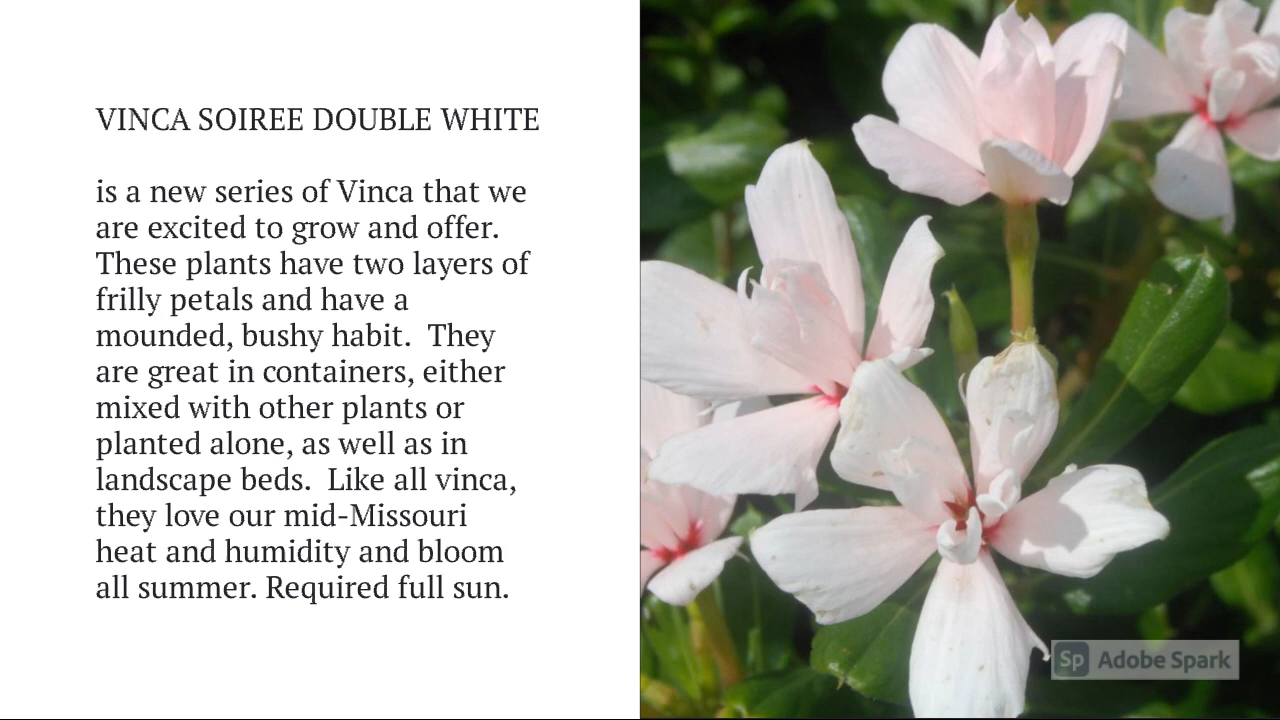 VINCA SOIREE DOUBLE WHITE
is a new series of Vinca that we
are excited to grow and offer.
These plants have two layers of
frilly petals and have a
mounded, bushy habit.  They
are great in containers, either
mixed with other plants or
planted alone, as well as in
landscape beds.  Like all vinca,
they love our mid-Missouri
heat and humidity and bloom
all summer. Required full sun.
Sp Adobe Spark